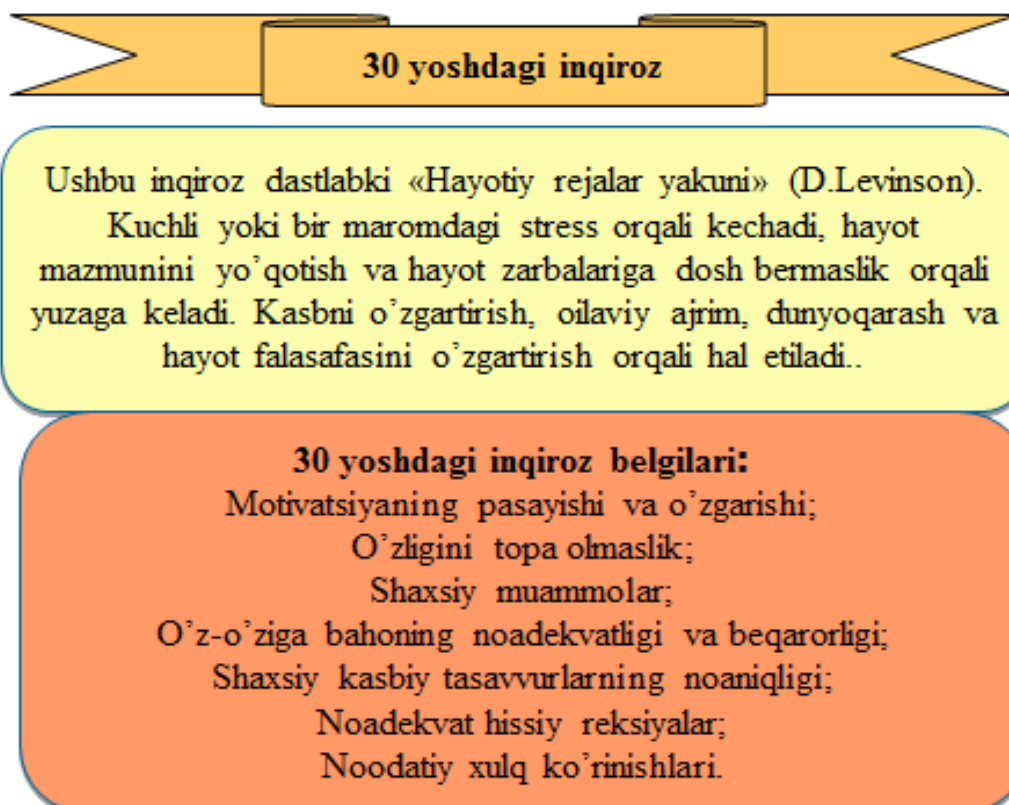 30 yoshdagi inqiroz
Ushbu inqiroz dastlabki «Hayotiy rejalar yakuni» (D.Levinson).
Kuchli yoki bir maromdagi stress orqali kechadi, hayot
mazmunini yo’qotish va hayot zarbalariga dosh bermaslik orqali
yuzaga keladi. Kasbni o’zgartirish, oilaviy ajrim, dunyoqarash va
hayot falasafasini o’zgartirish orqali hal etiladi..
30 yoshdagi inqiroz belgilari:
Motivatsiyaning pasayishi va o’zgarishi;
O’zligini topa olmaslik;
Shaxsiy muammolar;
O’z-o’ziga bahoning noadekvatligi va beqarorligi;
Shaxsiy kasbiy tasavvurlarning noaniqligi;
Noadekvat hissiy reksiyalar;
Noodatiy xulq ko’rinishlari.